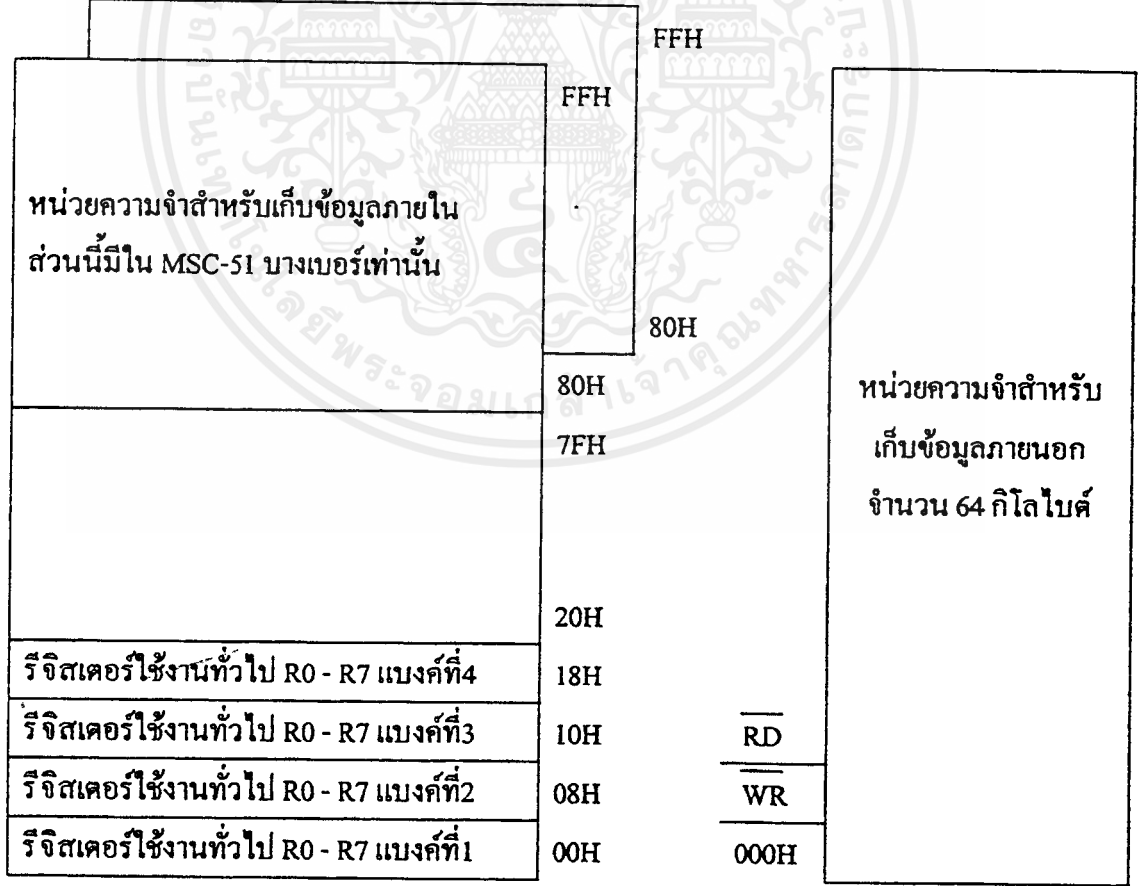 FFH
FFH
หน่วยความจำสำหรับเก็บข้อมูลภายใน
ส่วนนี้มีใน MSC-51 บางเบอร์เท่านั้น
80H
80H
7FH
20H
รีจิสเตอร์ใช้งานทั่วไป R0 - R7 แบงค์ที่4
18H
รีจิสเตอร์ใช้งานทั่วไป R0 - R7 แบงค์ที่3
10H
รีจิสเตอร์ใช้งานทั่วไป R0 - R7 แบงค์ที่2
08H
รีจิสเตอร์ใช้งานทั่วไป R0 - R7 แบงค์ที่1
00H
หน่วยความจำสำหรับ
เก็บข้อมูลภายนอก
จำนวน 64 กิโลไบต์
RD
WR
000H